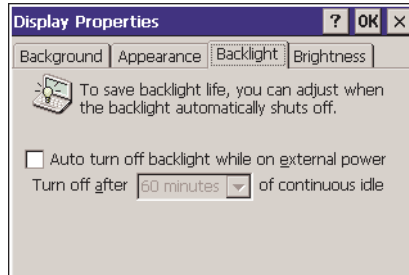 Display Properties ? OK ×
Background Appearance Backlight Brightness
To save backlight life, you can adjust when
the backlight automatically shuts off.
Auto turn off backlight while on external power
Turn off after 60 minutes of continuous idle